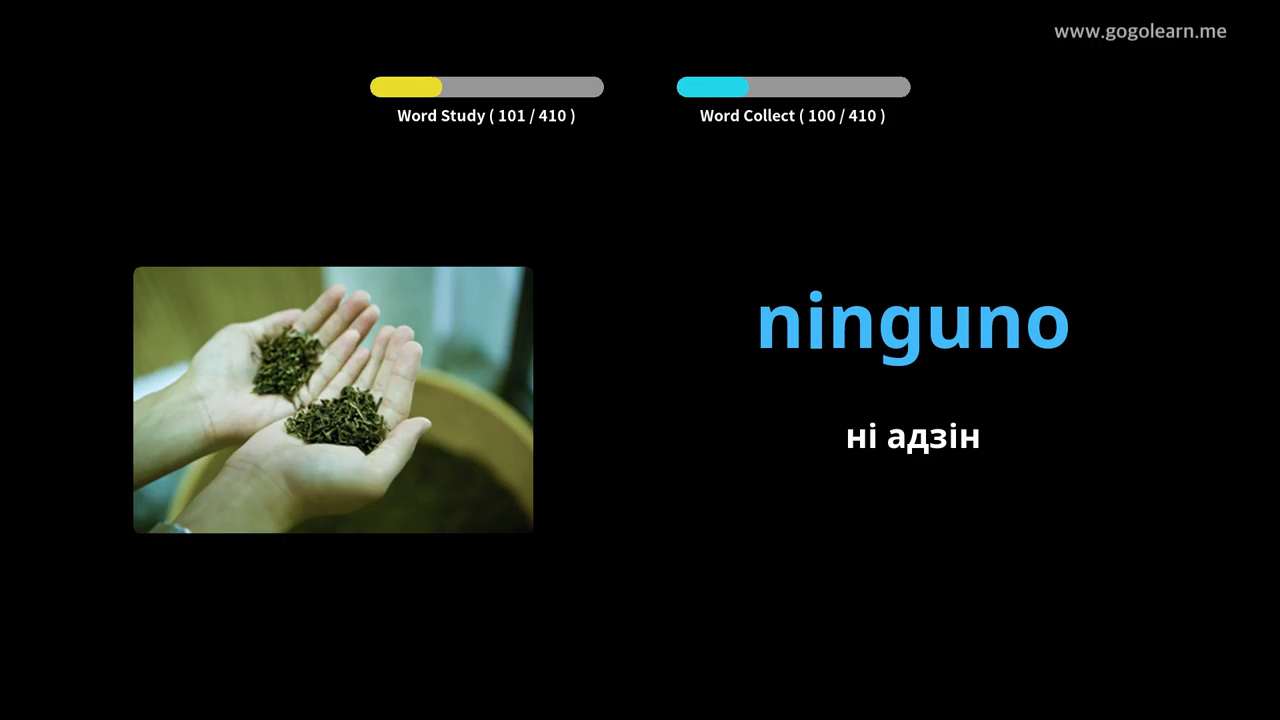 www.gogolearn.me
Word Study ( 101 / 410 )
Word Collect ( 100 / 410 )
ninguno
ні адзін